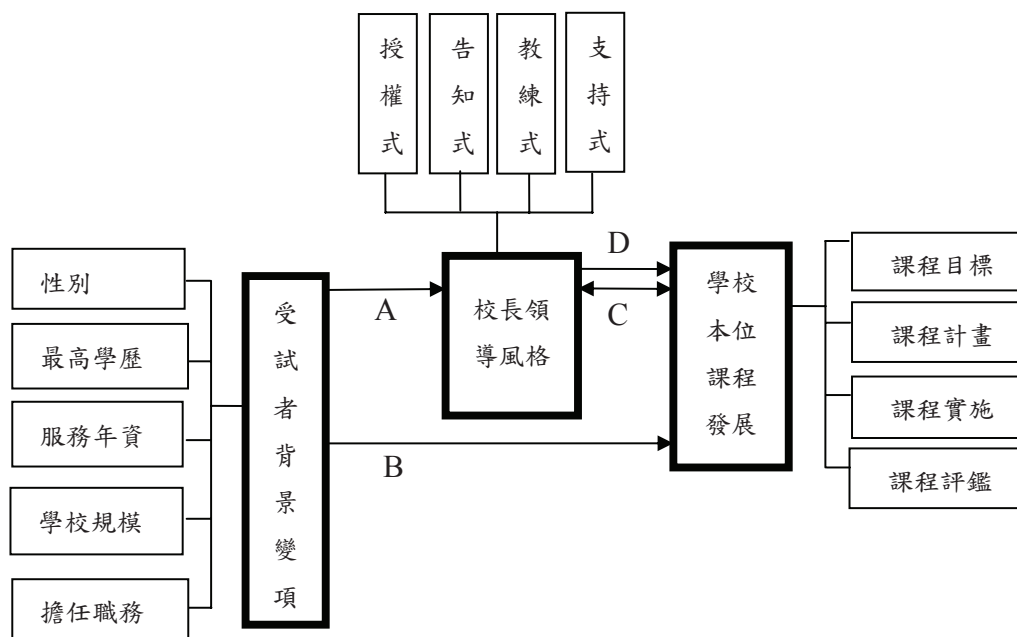 授權式
告知式
教練式
支持式
性別
最高學歷
服務年資
學校規模
擔任職務
受試者背景變項
A
B
校長領
導風格
D
C
學校
本位
課程
發展
課程目標
課程計畫
課程實施
課程評鑑